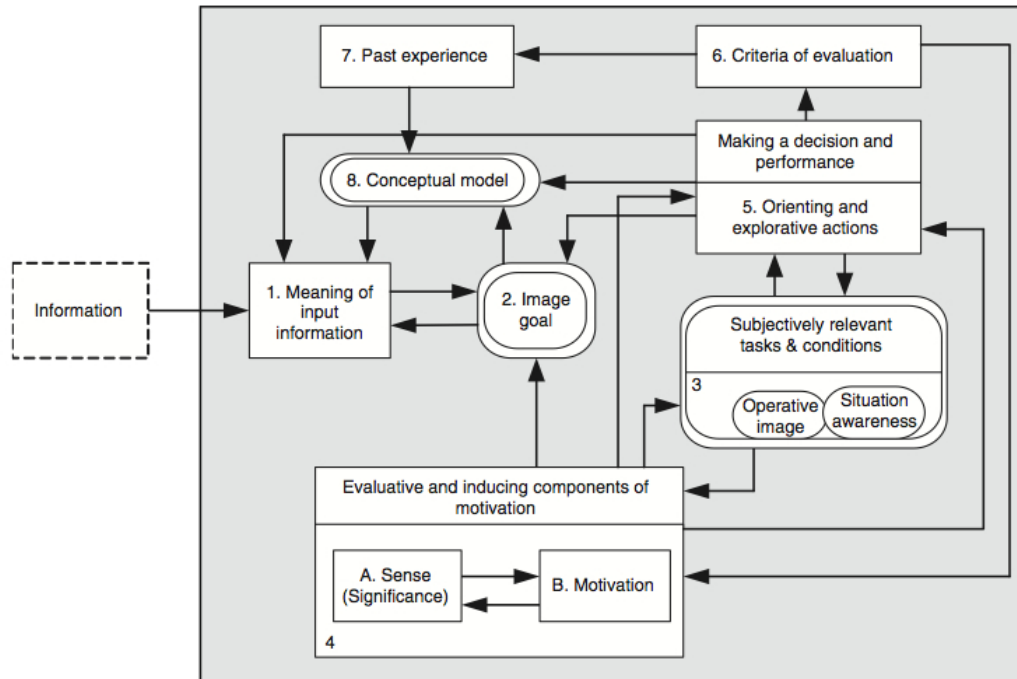 7. Past experience
6. Criteria of evaluation
Making a decision and
performance
8. Conceptual model
5. Orienting and
explorative actions
Information
1. Meaning of
input
information
2. Image
goal
Subjectively relevant
tasks & conditions
3
Operative
image
Situation
awareness
Evaluative and inducing components of
motivation
A. Sense
(Significance)
B. Motivation
4